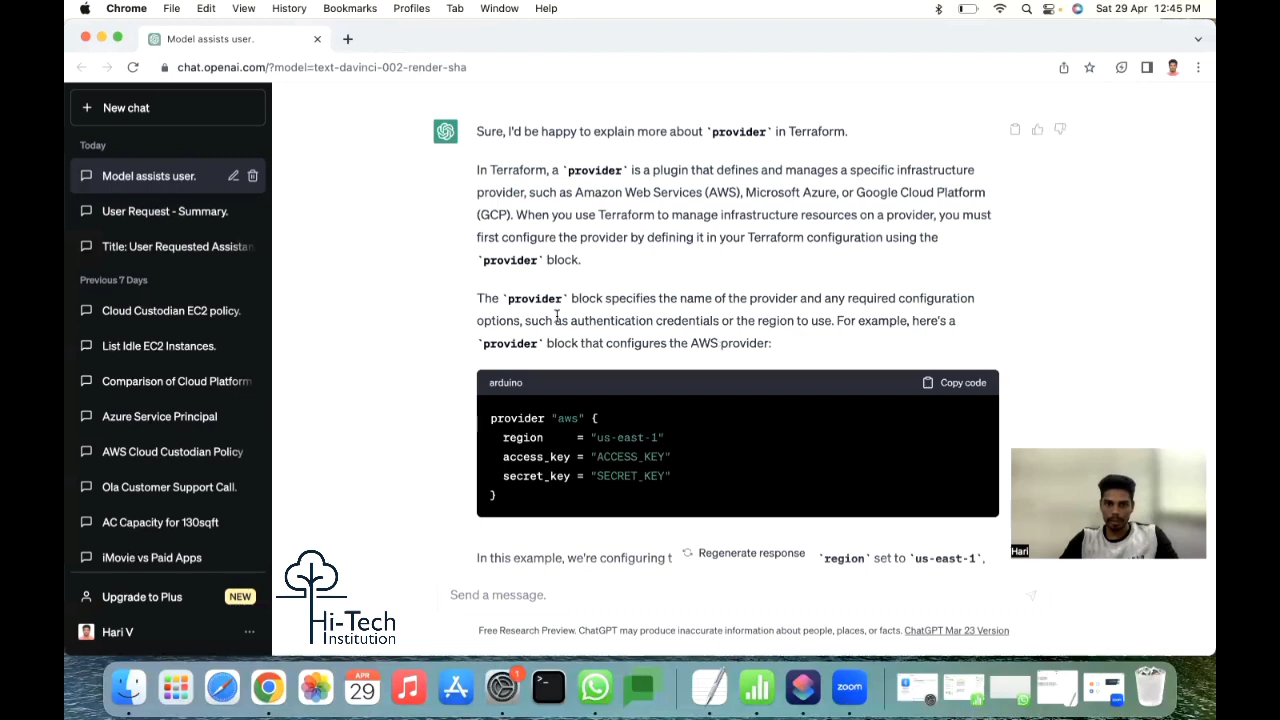 Chrome File Edit View History Bookmarks Profiles Tab Window Help Sat 29 Apr 12:45 PM
Model assists user.
chat.openai.com/?model=text-davinci-002-render-sha
New chat
Today
Model assists user.
User Request - Summary.
Title: User Requested Assistan
Previous 7 Days
Cloud Custodian EC2 policy.
List Idle EC2 Instances.
Comparison of Cloud Platform
Azure Service Principal
AWS Cloud Custodian Policy
Ola Customer Support Call.
AC Capacity for 130sqft
iMovie vs Paid Apps
Upgrade to Plus NEW
Hari V
Sure, I'd be happy to explain more about `provider` in Terraform.
In Terraform, a `provider` is a plugin that defines and manages a specific infrastructure
provider, such as Amazon Web Services (AWS), Microsoft Azure, or Google Cloud Platform
(GCP). When you use Terraform to manage infrastructure resources on a provider, you must
first configure the provider by defining it in your Terraform configuration using the
`provider` block.
The `provider` block specifies the name of the provider and any required configuration
options, such as authentication credentials or the region to use. For example, here's a
`provider` block that configures the AWS provider:
arduino Copy code
provider "aws" {
region = "us-east-1"
access_key = "ACCESS_KEY"
secret_key = "SECRET_KEY"
}
In this example, we're configuring t Regenerate response `region` set to `us-east-1`,
Send a message.
Free Research Preview. ChatGPT may produce inaccurate information about people, places, or facts. ChatGPT Mar 23 Version
Hari
Hi-Tech
Institution
APR
29
1
zoom